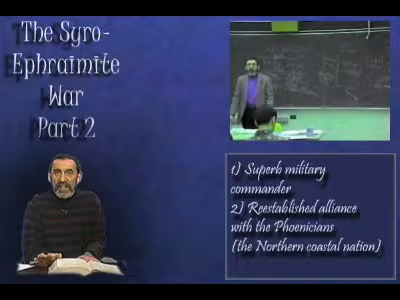 The Syro-
Ephraimite
War
Part 2
1) Superb military
commander
2) Reestablished alliance
with the Phoenicians
(the Northern coastal nation)